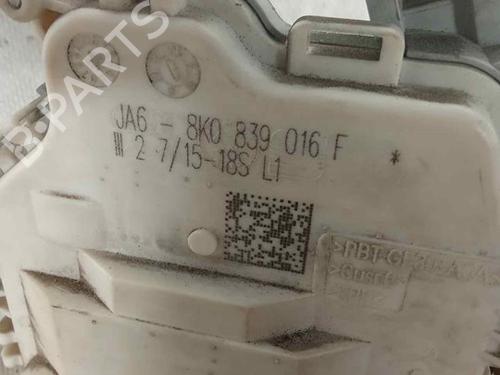 B-PARTS
JA6 - 8K0 839 016 F *
2 7/15-18S L1